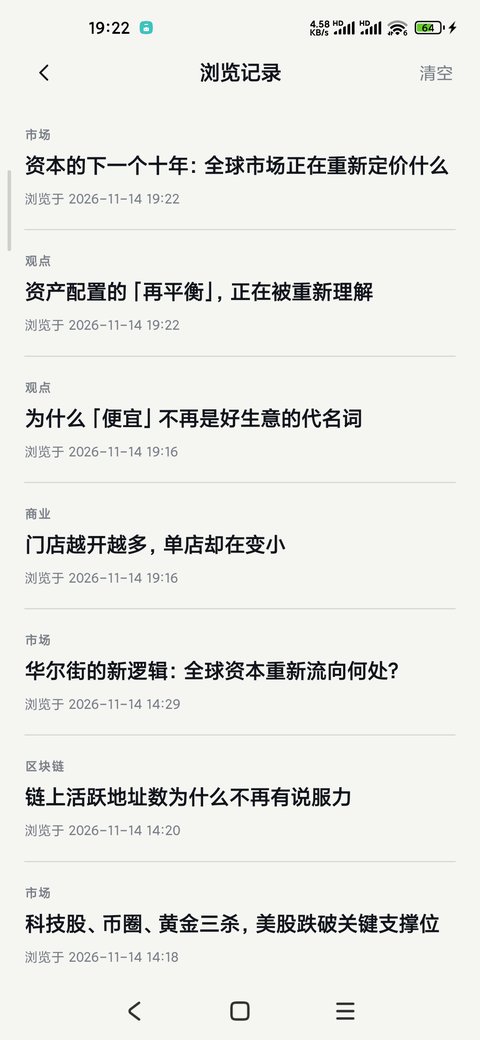 19:22
4.58 KB/s HD HD 6 64
浏览记录
清空
市场
资本的下一个十年：全球市场正在重新定价什么
浏览于 2026-11-14 19:22
观点
资产配置的「再平衡」，正在被重新理解
浏览于 2026-11-14 19:22
观点
为什么「便宜」不再是好生意的代名词
浏览于 2026-11-14 19:16
商业
门店越开越多，单店却在变小
浏览于 2026-11-14 19:16
市场
华尔街的新逻辑：全球资本重新流向何处？
浏览于 2026-11-14 14:29
区块链
链上活跃地址数为什么不再有说服力
浏览于 2026-11-14 14:20
市场
科技股、币圈、黄金三杀，美股跌破关键支撑位
浏览于 2026-11-14 14:18